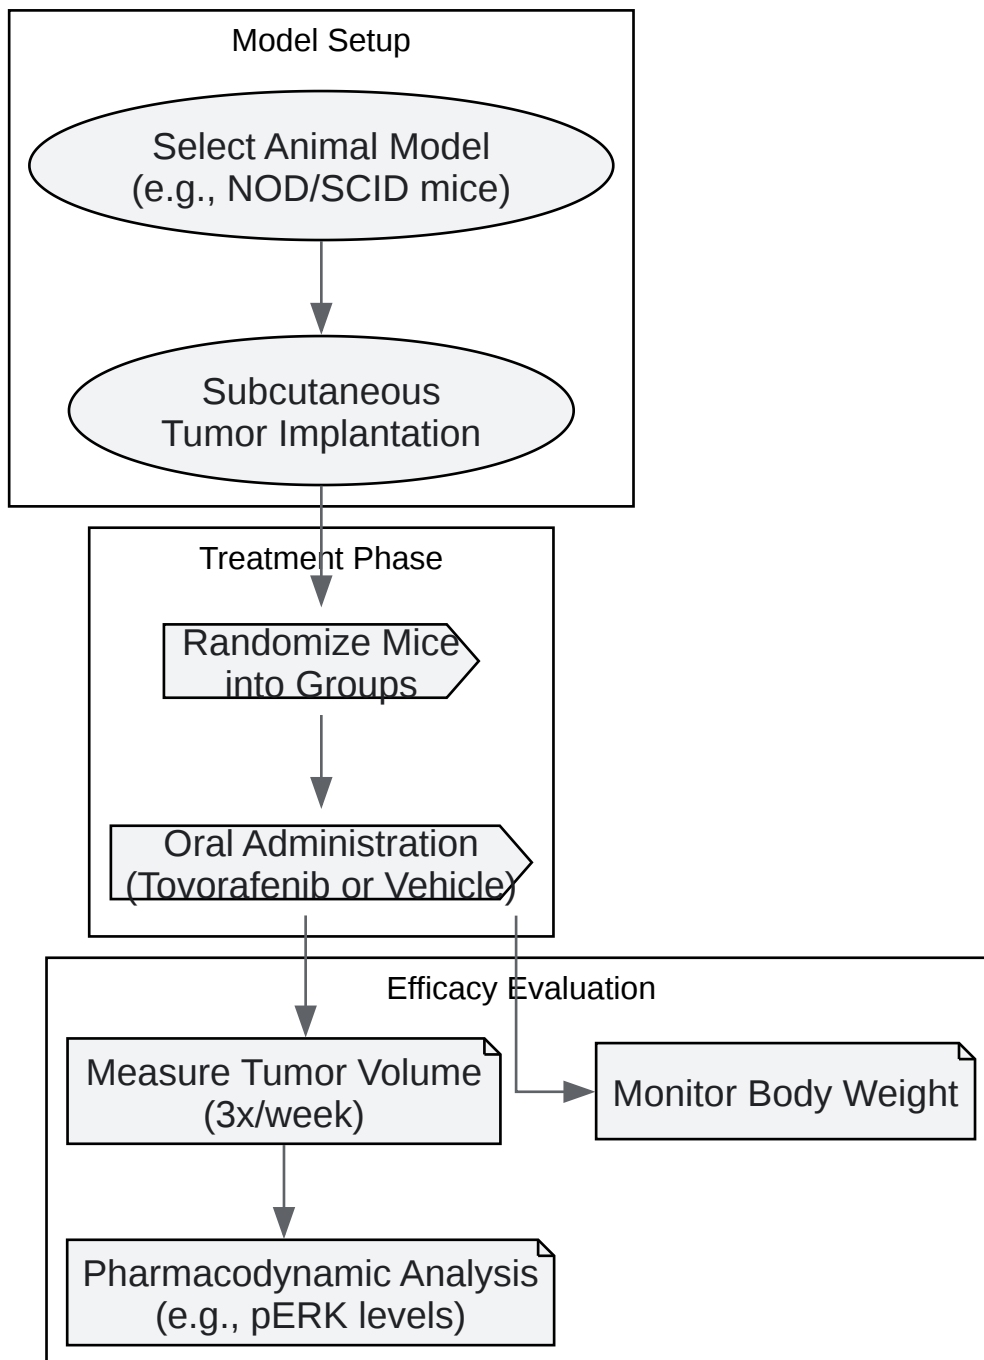 Model Setup
Select Animal Model
(e.g., NOD/SCID mice)
Subcutaneous
Tumor Implantation
Treatment Phase
Randomize Mice
into Groups
Oral Administration
(Tovorafenib or Vehicle)
Efficacy Evaluation
Measure Tumor Volume
(3x/week)
Monitor Body Weight
Pharmacodynamic Analysis
(e.g., pERK levels)